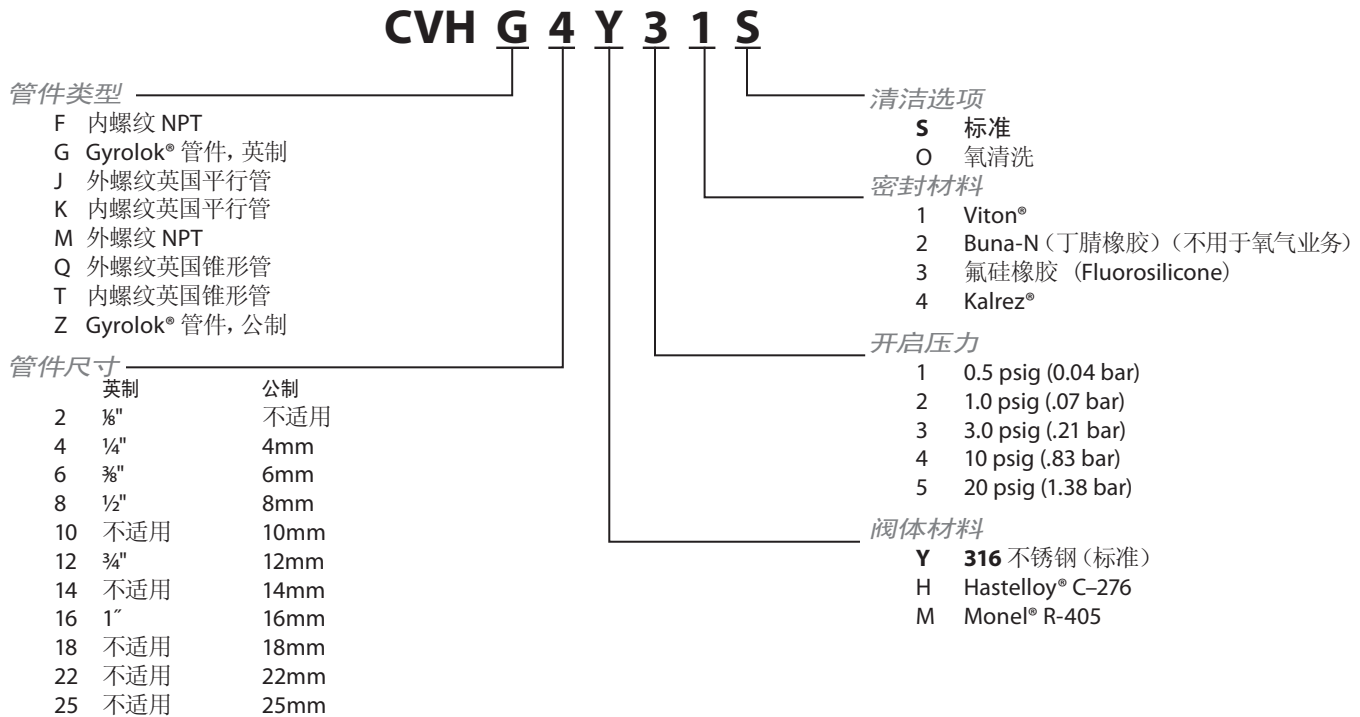 CVH G 4 Y 3 1 S
管件类型
F 内螺纹 NPT
G Gyrolok® 管件, 英制
J 外螺纹英国平行管
K 内螺纹英国平行管
M 外螺纹 NPT
Q 外螺纹英国锥形管
T 内螺纹英国锥形管
Z Gyrolok® 管件, 公制
管件尺寸
英制 公制
2 ⅛" 不适用
4 ¼" 4mm
6 ⅜" 6mm
8 ½" 8mm
10 不适用 10mm
12 ¾" 12mm
14 不适用 14mm
16 1˝ 16mm
18 不适用 18mm
22 不适用 22mm
25 不适用 25mm
清洁选项
S 标准
O 氧清洗
密封材料
1 Viton®
2 Buna-N（丁腈橡胶）（不用于氧气业务）
3 氟硅橡胶（Fluorosilicone）
4 Kalrez®
开启压力
1 0.5 psig (0.04 bar)
2 1.0 psig (.07 bar)
3 3.0 psig (.21 bar)
4 10 psig (.83 bar)
5 20 psig (1.38 bar)
阀体材料
Y 316 不锈钢（标准）
H Hastelloy® C–276
M Monel® R-405